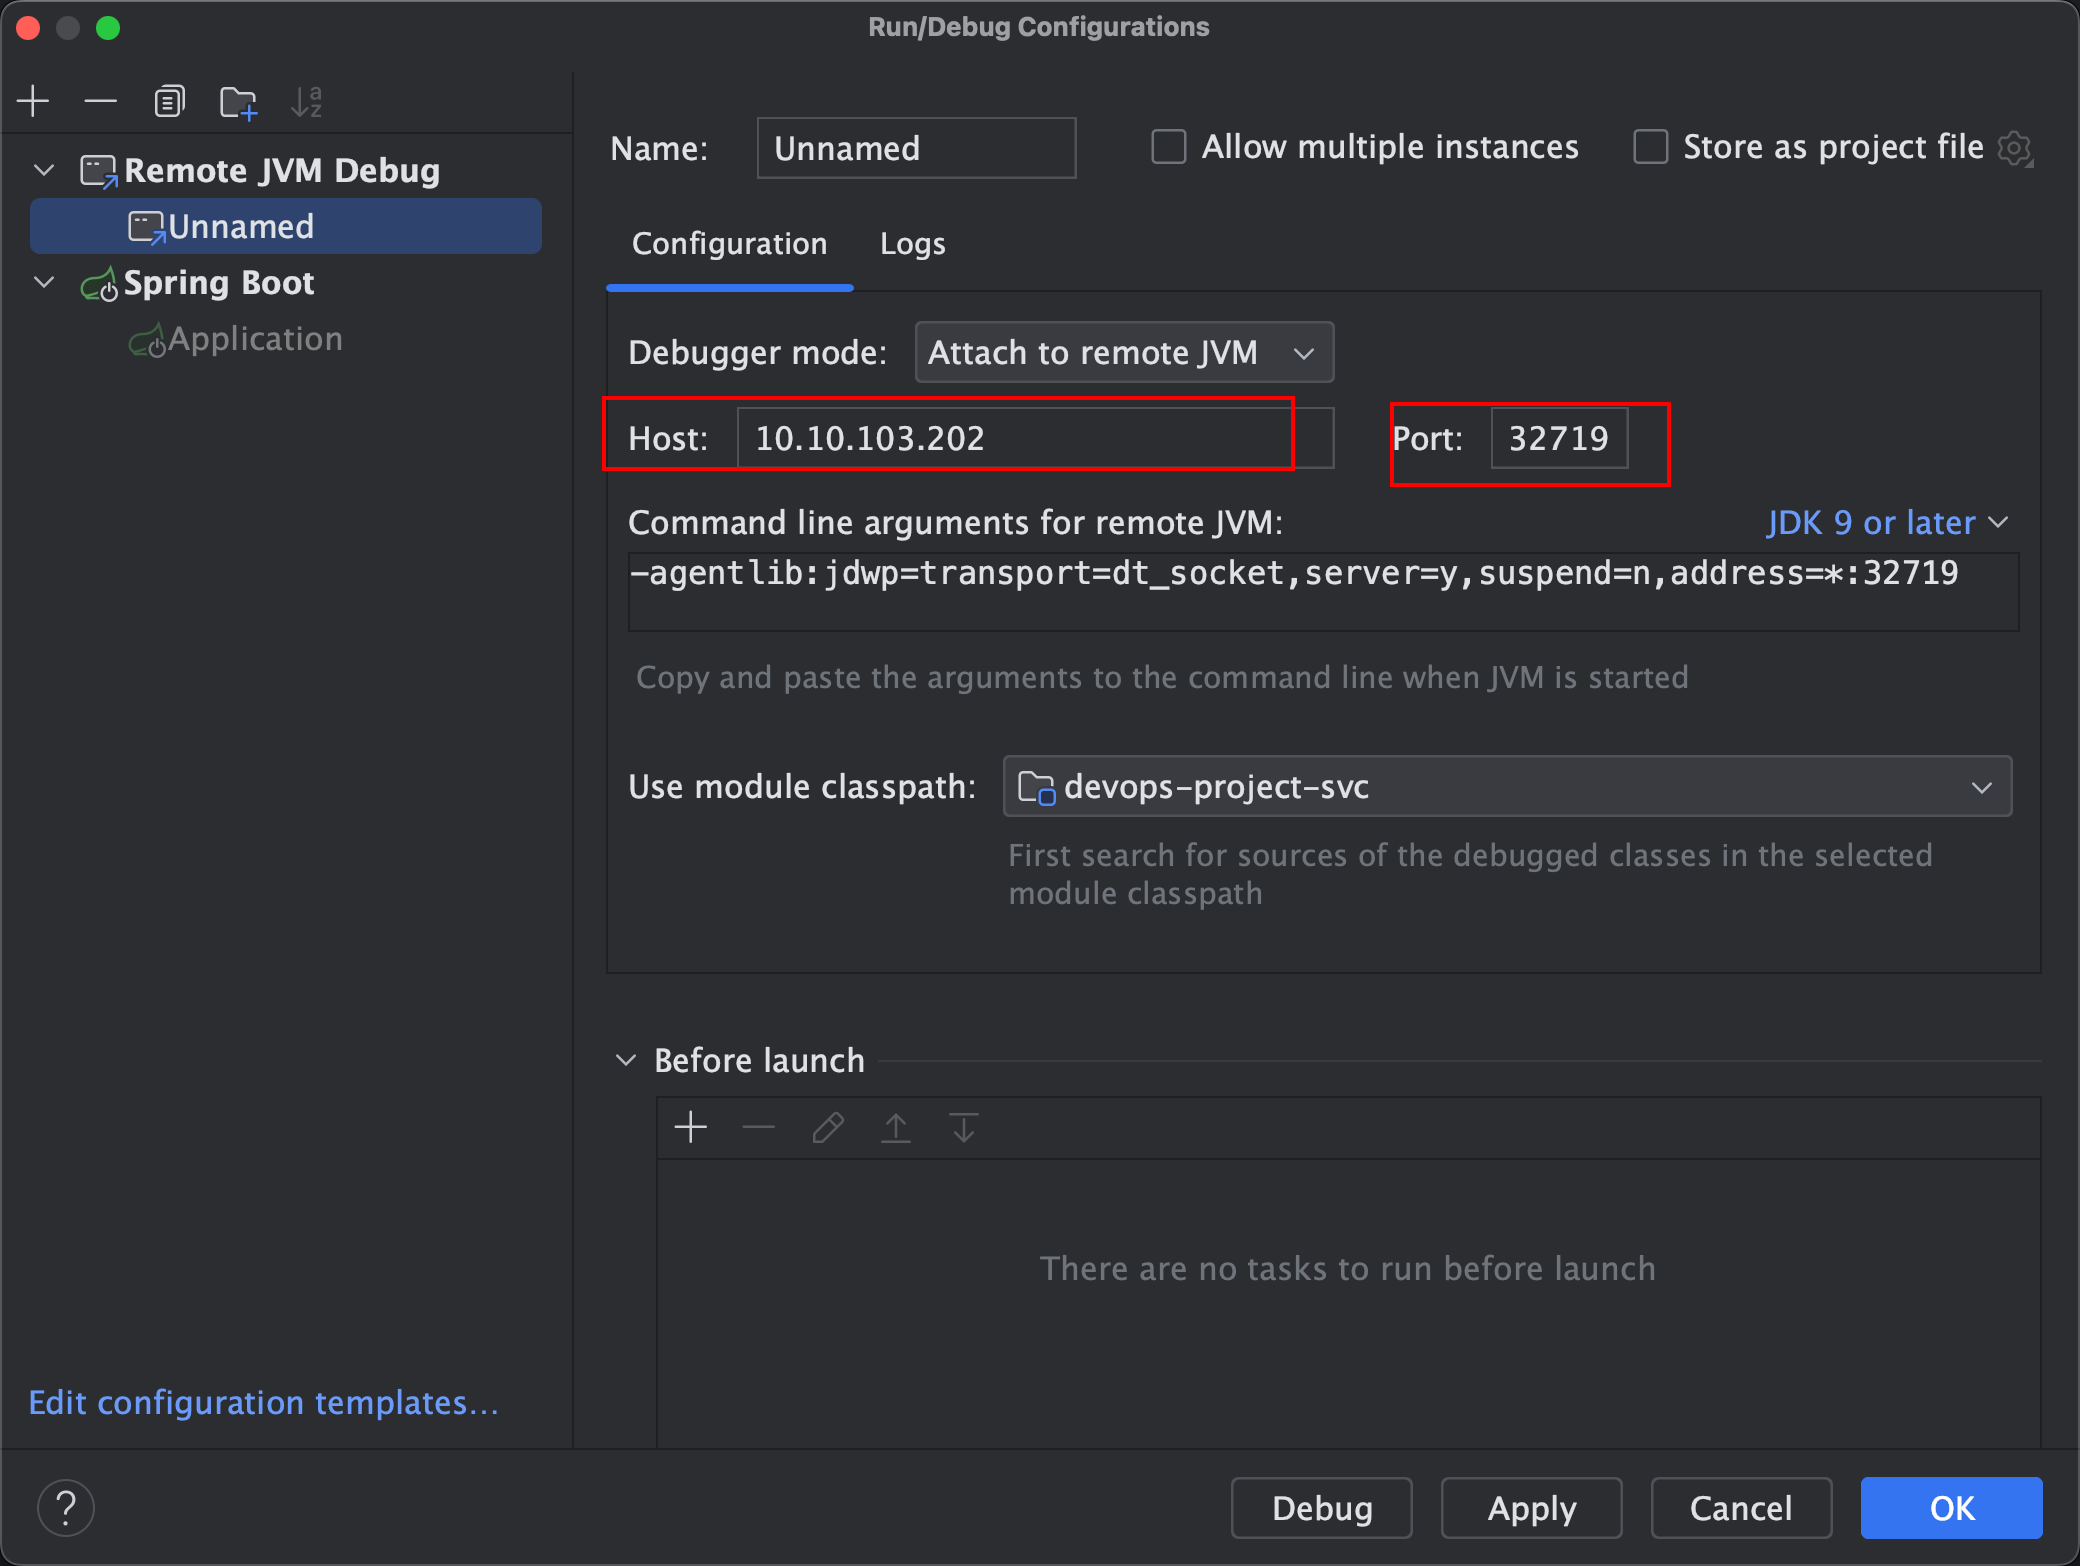 Run/Debug Configurations
Remote JVM Debug
Unnamed
Spring Boot
Application
Edit configuration templates...
Name: Unnamed Allow multiple instances Store as project file
Configuration Logs
Debugger mode: Attach to remote JVM
Host: 10.10.103.202 Port: 32719
Command line arguments for remote JVM: JDK 9 or later
-agentlib:jdwp=transport=dt_socket,server=y,suspend=n,address=*:32719
Copy and paste the arguments to the command line when JVM is started
Use module classpath: devops-project-svc
First search for sources of the debugged classes in the selected
module classpath
Before launch
There are no tasks to run before launch
? Debug Apply Cancel OK